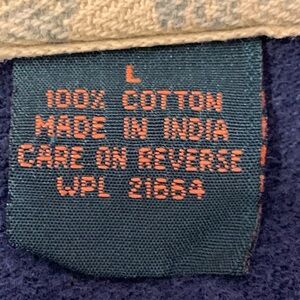 L
100% COTTON
MADE IN INDIA
CARE ON REVERSE
WPL 21664